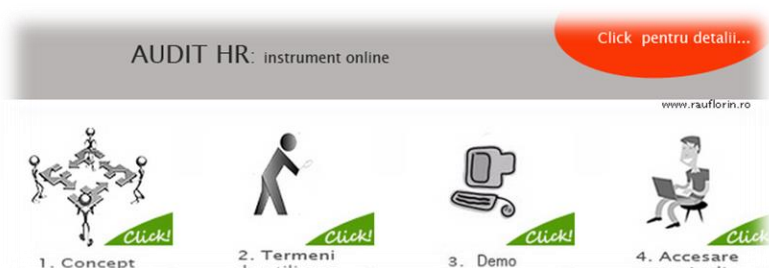 AUDIT HR: instrument online
Click pentru detalii...
www.rauflorin.ro
Click!
Click!
Click!
Click
1. Concept
2. Termeni
3. Demo
4. Accesare